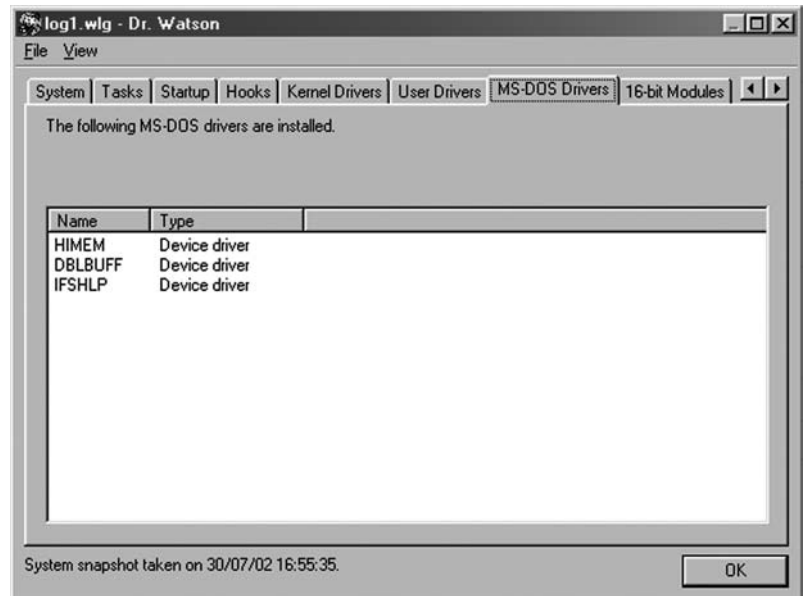 log1.wlg - Dr. Watson
File View
System Tasks Startup Hooks Kernel Drivers User Drivers MS-DOS Drivers 16-bit Modules
The following MS-DOS drivers are installed.
Name Type
HIMEM Device driver
DBLBUFF Device driver
IFSHLP Device driver
System snapshot taken on 30/07/02 16:55:35.
OK